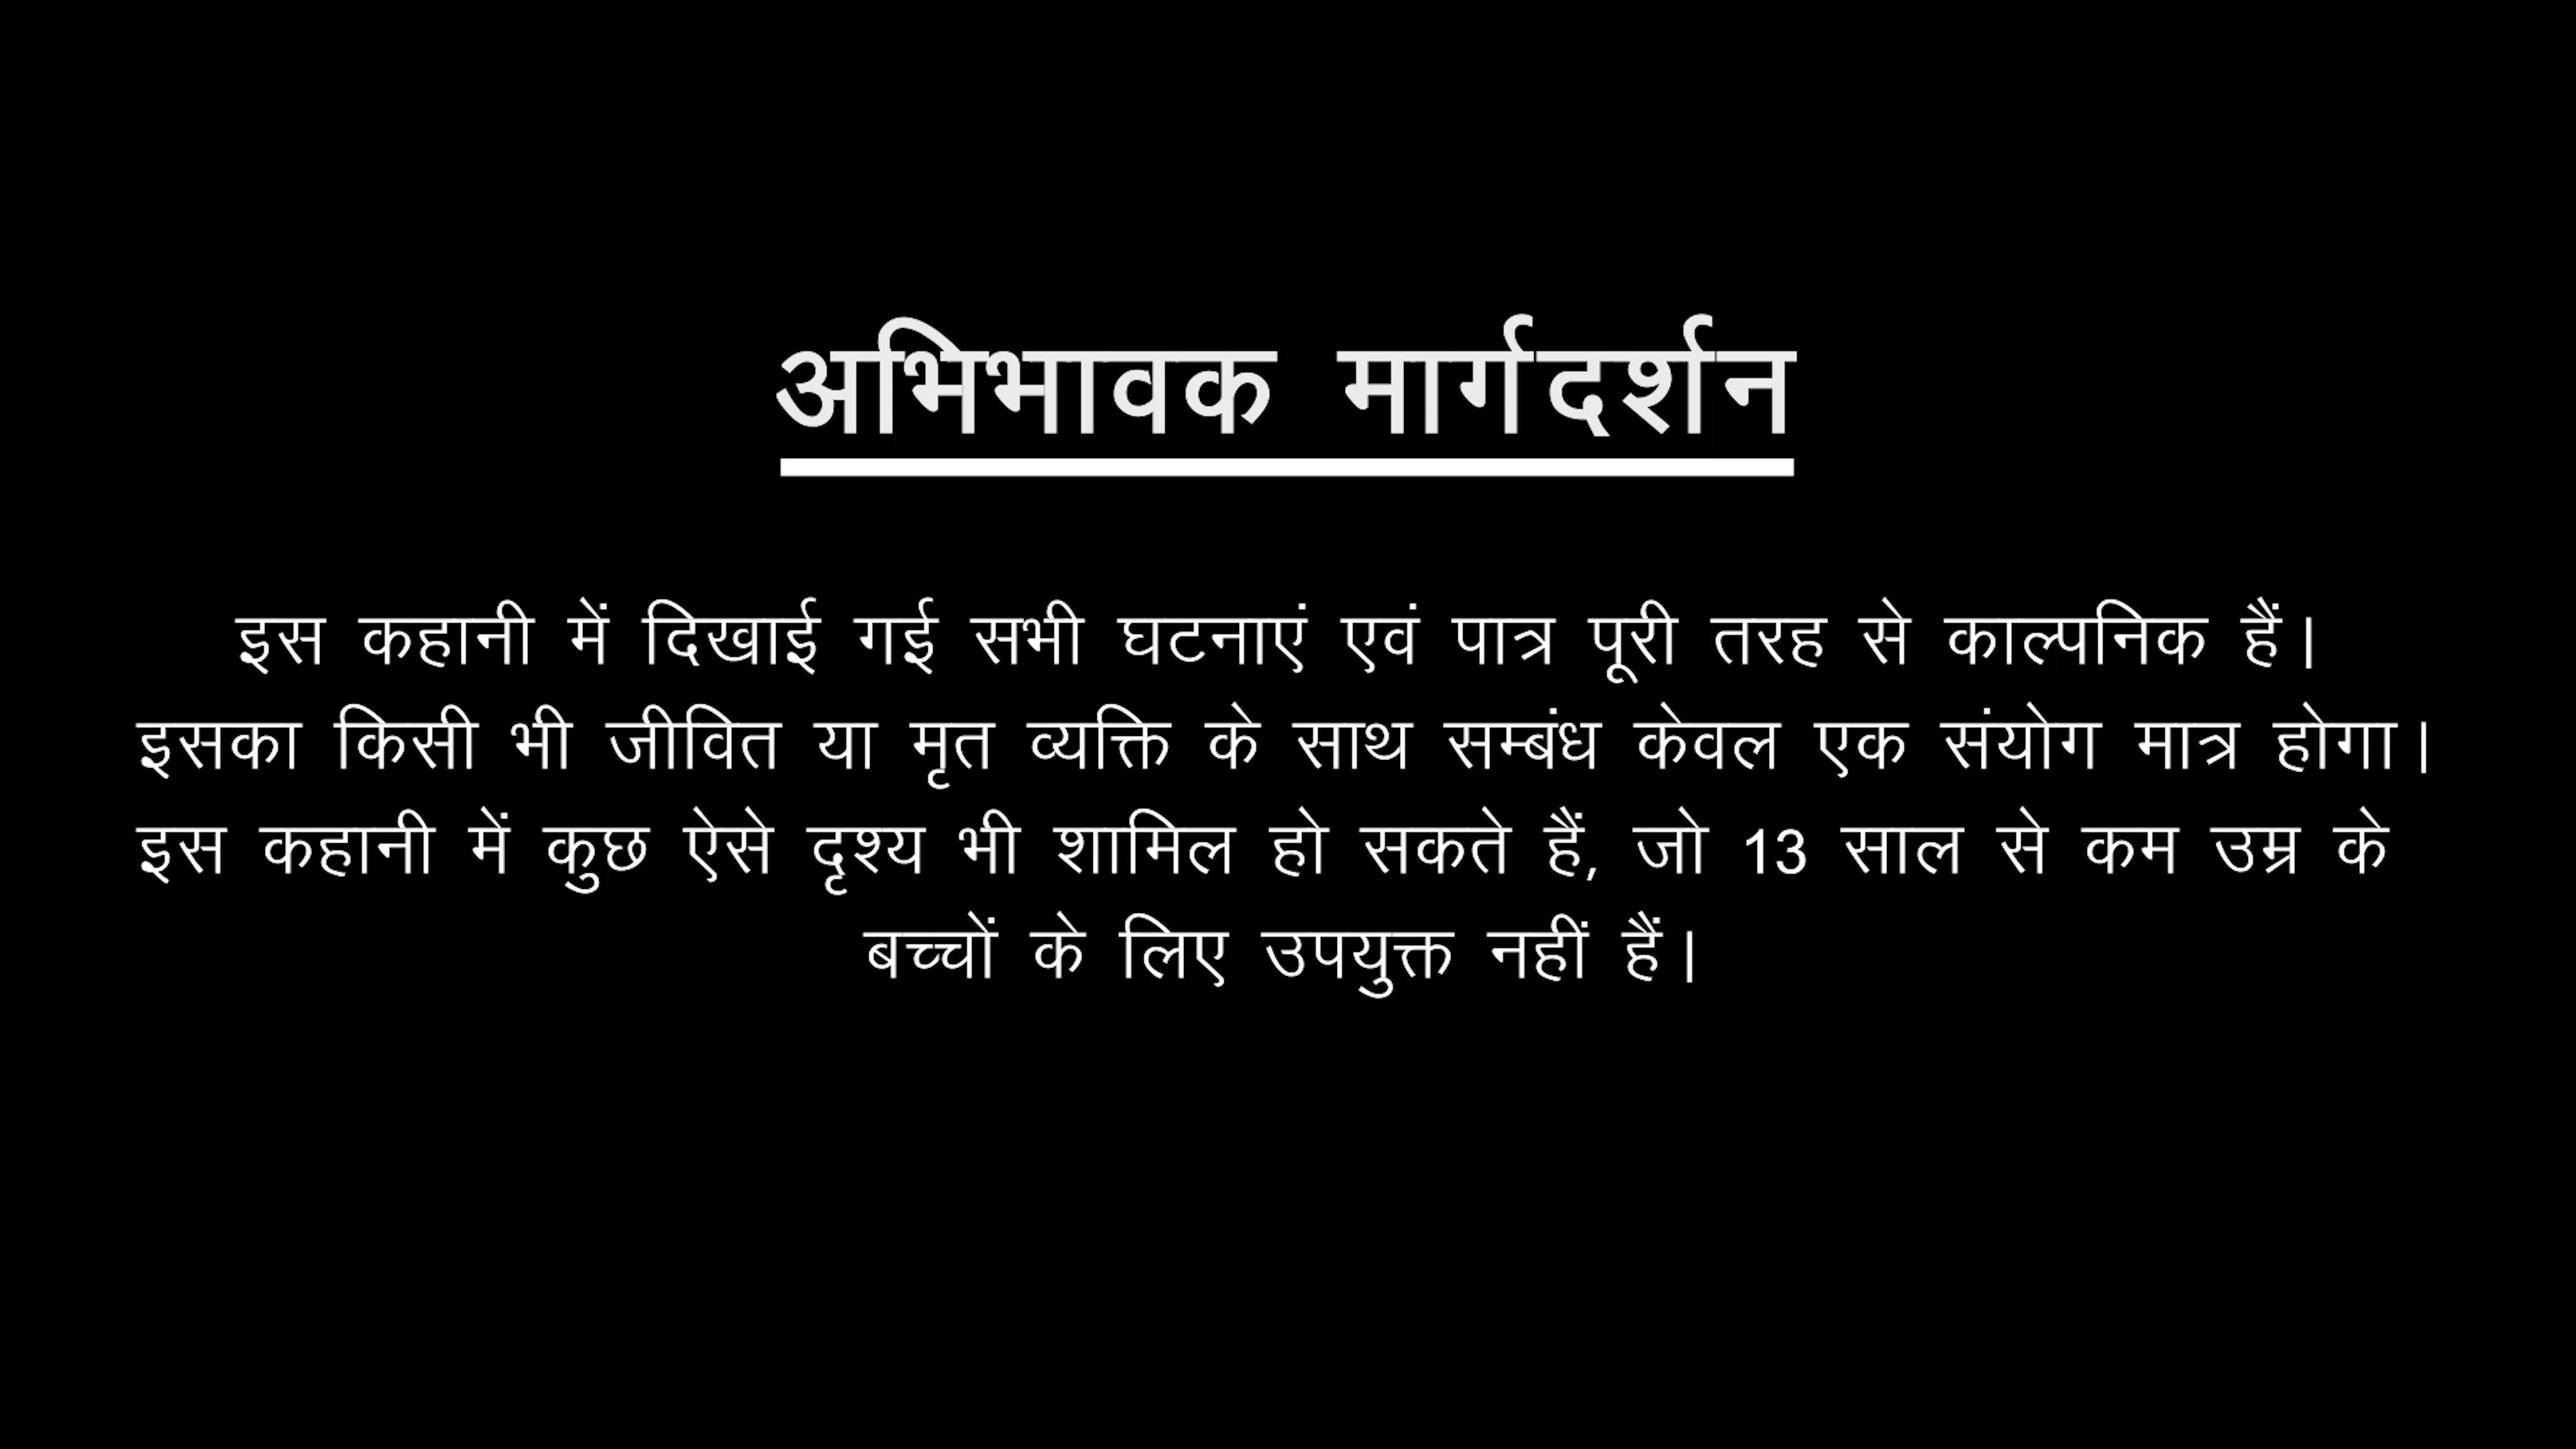 अभिभावक मार्गदर्शन
इस कहानी में दिखाई गई सभी घटनाएं एवं पात्र पूरी तरह से काल्पनिक हैं।
इसका किसी भी जीवित या मृत व्यक्ति के साथ सम्बंध केवल एक संयोग मात्र होगा।
इस कहानी में कुछ ऐसे दृश्य भी शामिल हो सकते हैं, जो 13 साल से कम उम्र के
बच्चों के लिए उपयुक्त नहीं हैं।